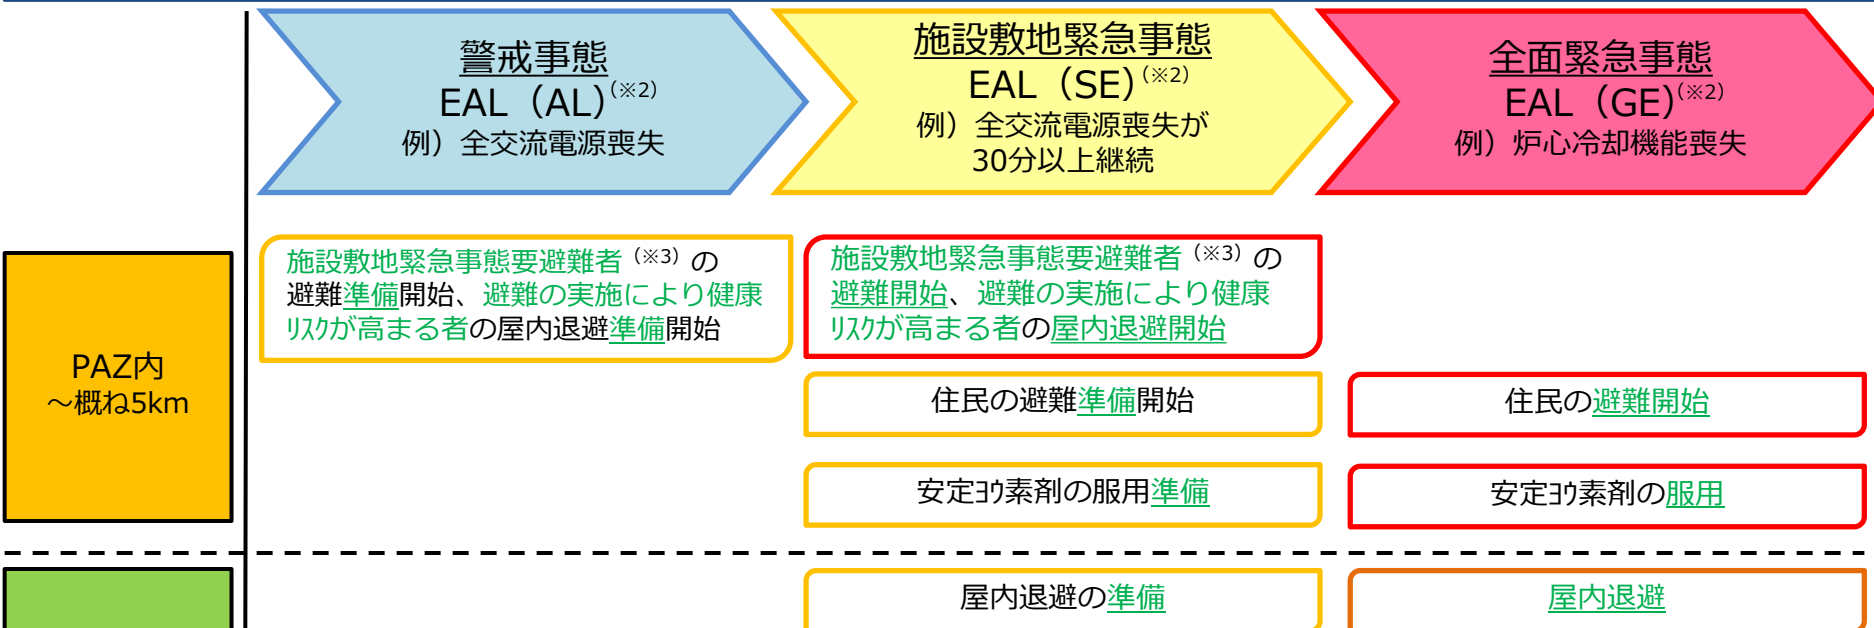 警戒事態
EAL（AL）（※2）
例）全交流電源喪失
施設敷地緊急事態
EAL（SE）（※2）
例）全交流電源喪失が
30分以上継続
全面緊急事態
EAL（GE）（※2）
例）炉心冷却機能喪失
PAZ内
～概ね5km
施設敷地緊急事態要避難者（※3）の
避難準備開始、避難の実施により健康
ﾘｽｸが高まる者の屋内退避準備開始
施設敷地緊急事態要避難者（※3）の
避難開始、避難の実施により健康
ﾘｽｸが高まる者の屋内退避開始
住民の避難準備開始
住民の避難開始
安定ﾖｳ素剤の服用準備
安定ﾖｳ素剤の服用
屋内退避の準備
屋内退避